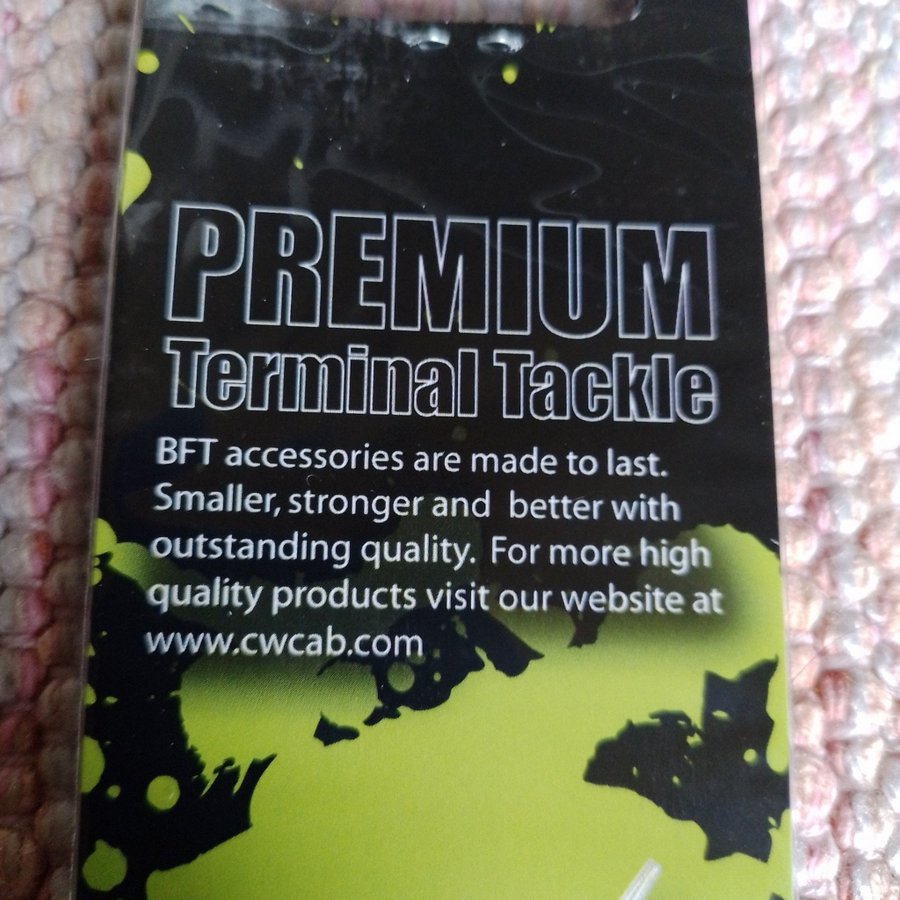 PREMIUM
Terminal Tackle
BFT accessories are made to last.
Smaller, stronger and better with
outstanding quality. For more high
quality products visit our website at
www.cwcab.com